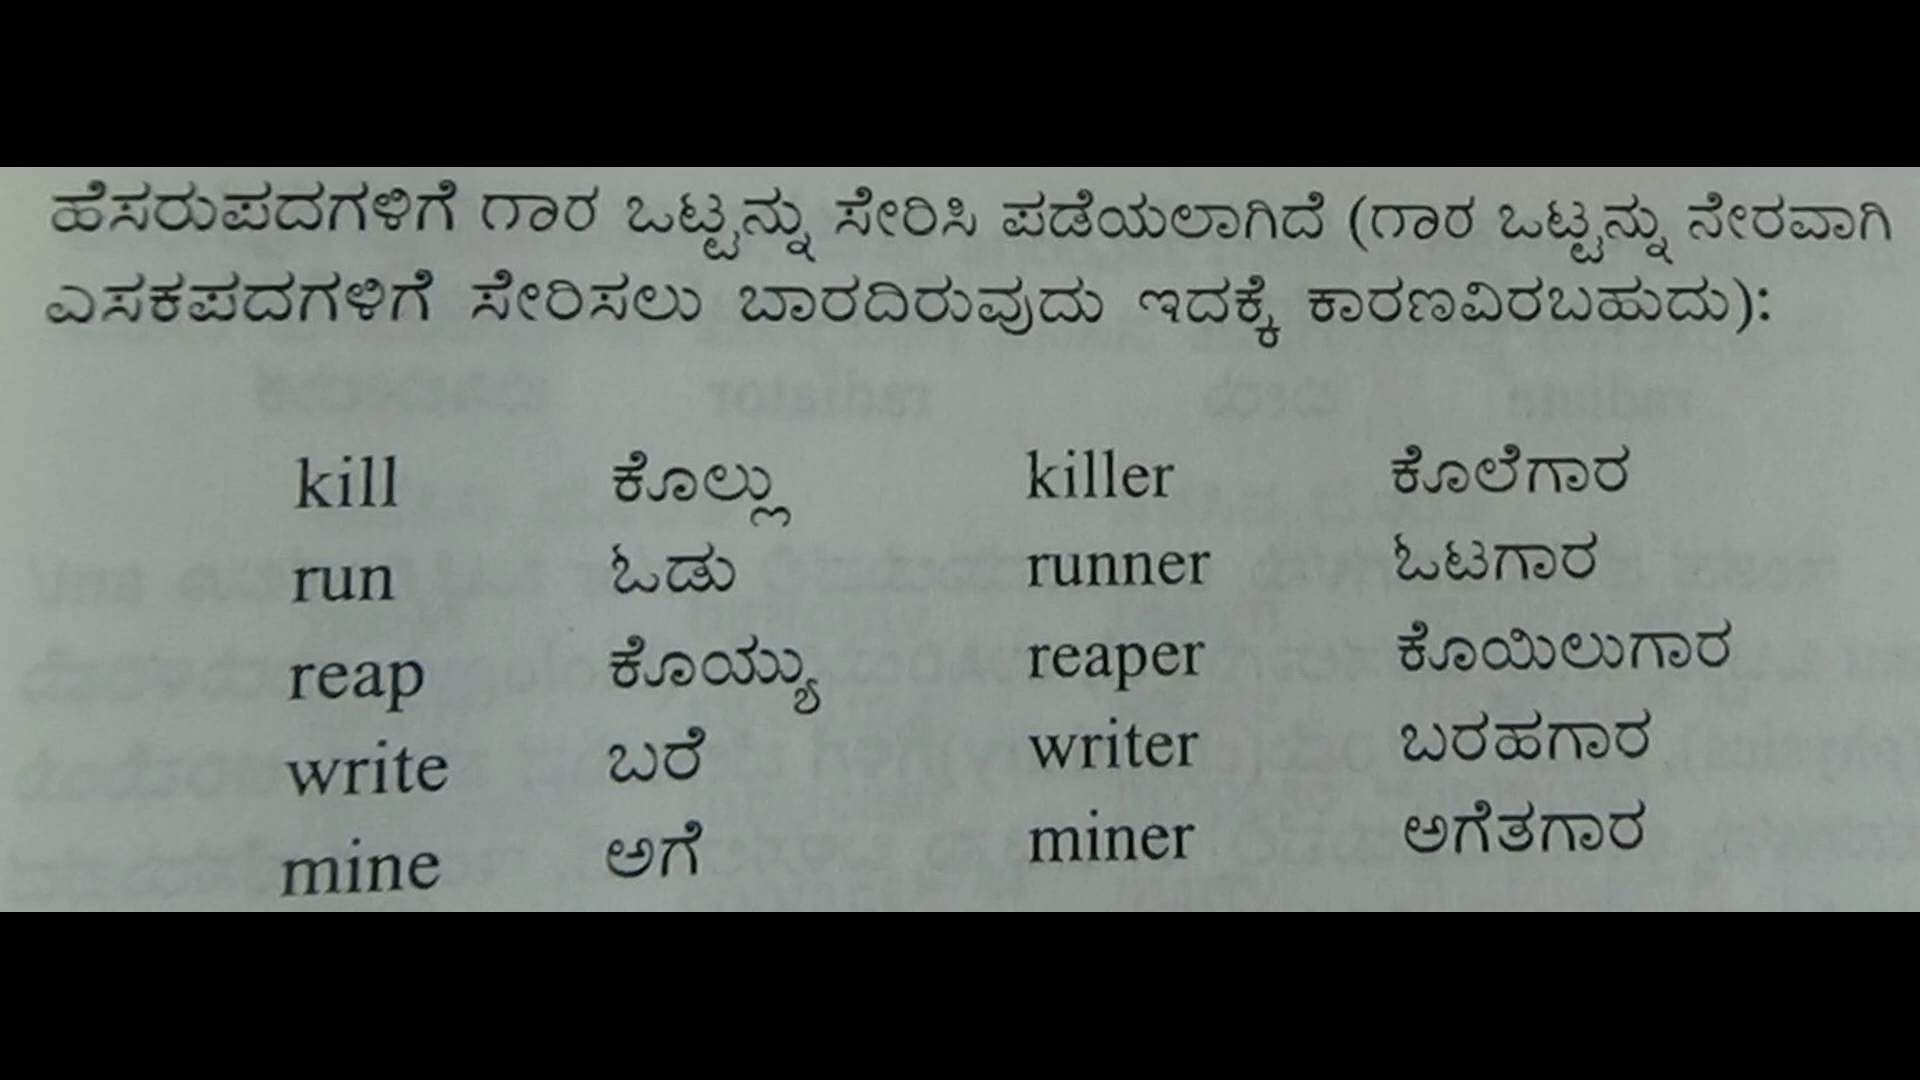 ಹೆಸರುಪದಗಳಿಗೆ ಗಾರ ಒಟ್ಟನ್ನು ಸೇರಿಸಿ ಪಡೆಯಲಾಗಿದೆ (ಗಾರ ಒಟ್ಟನ್ನು ನೇರವಾಗಿ
ಎಸಕಪದಗಳಿಗೆ ಸೇರಿಸಲು ಬಾರದಿರುವುದು ಇದಕ್ಕೆ ಕಾರಣವಿರಬಹುದು):
kill ಕೊಲ್ಲು killer ಕೊಲೆಗಾರ
run ಓಡು runner ಓಟಗಾರ
reap ಕೊಯ್ಯು reaper ಕೊಯಿಲುಗಾರ
write ಬರೆ writer ಬರಹಗಾರ
mine ಅಗೆ miner ಅಗೆತಗಾರ